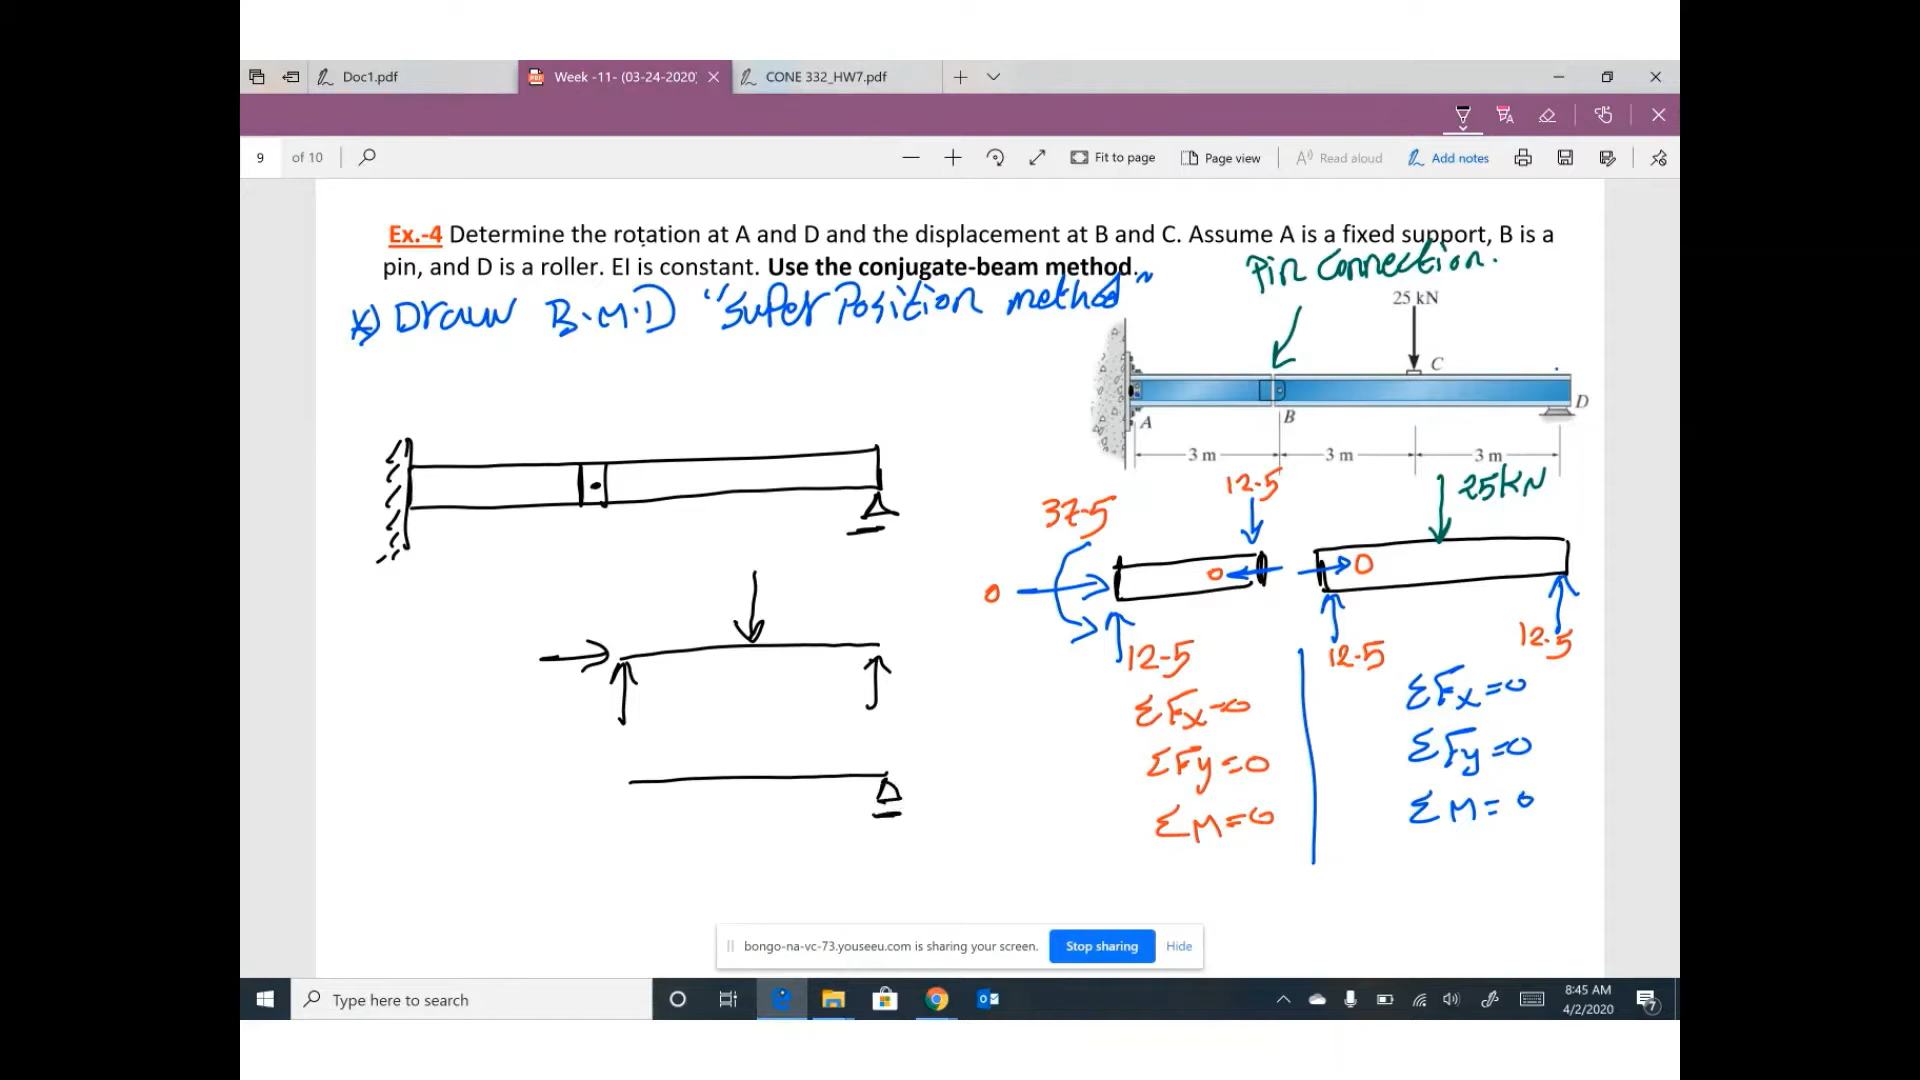 Doc1.pdf
Week -11- (03-24-2020)
CONE 332_HW7.pdf
9 of 10
Fit to page
Page view
Read aloud
Add notes
Ex.-4 Determine the rotation at A and D and the displacement at B and C. Assume A is a fixed support, B is a
pin, and D is a roller. EI is constant. Use the conjugate-beam method.
Pin Connection.
*) Draw B.M.D "Super Position method"
25 kN
C
A
B
D
3 m
3 m
3 m
12.5
25KN
37.5
0
0
0
12.5
12.5
12.5
ΣFx=0
ΣFy=0
ΣM=0
ΣFx=0
ΣFy=0
ΣM=0
bongo-na-vc-73.youseeu.com is sharing your screen.
Stop sharing
Hide
Type here to search
8:45 AM
4/2/2020
7